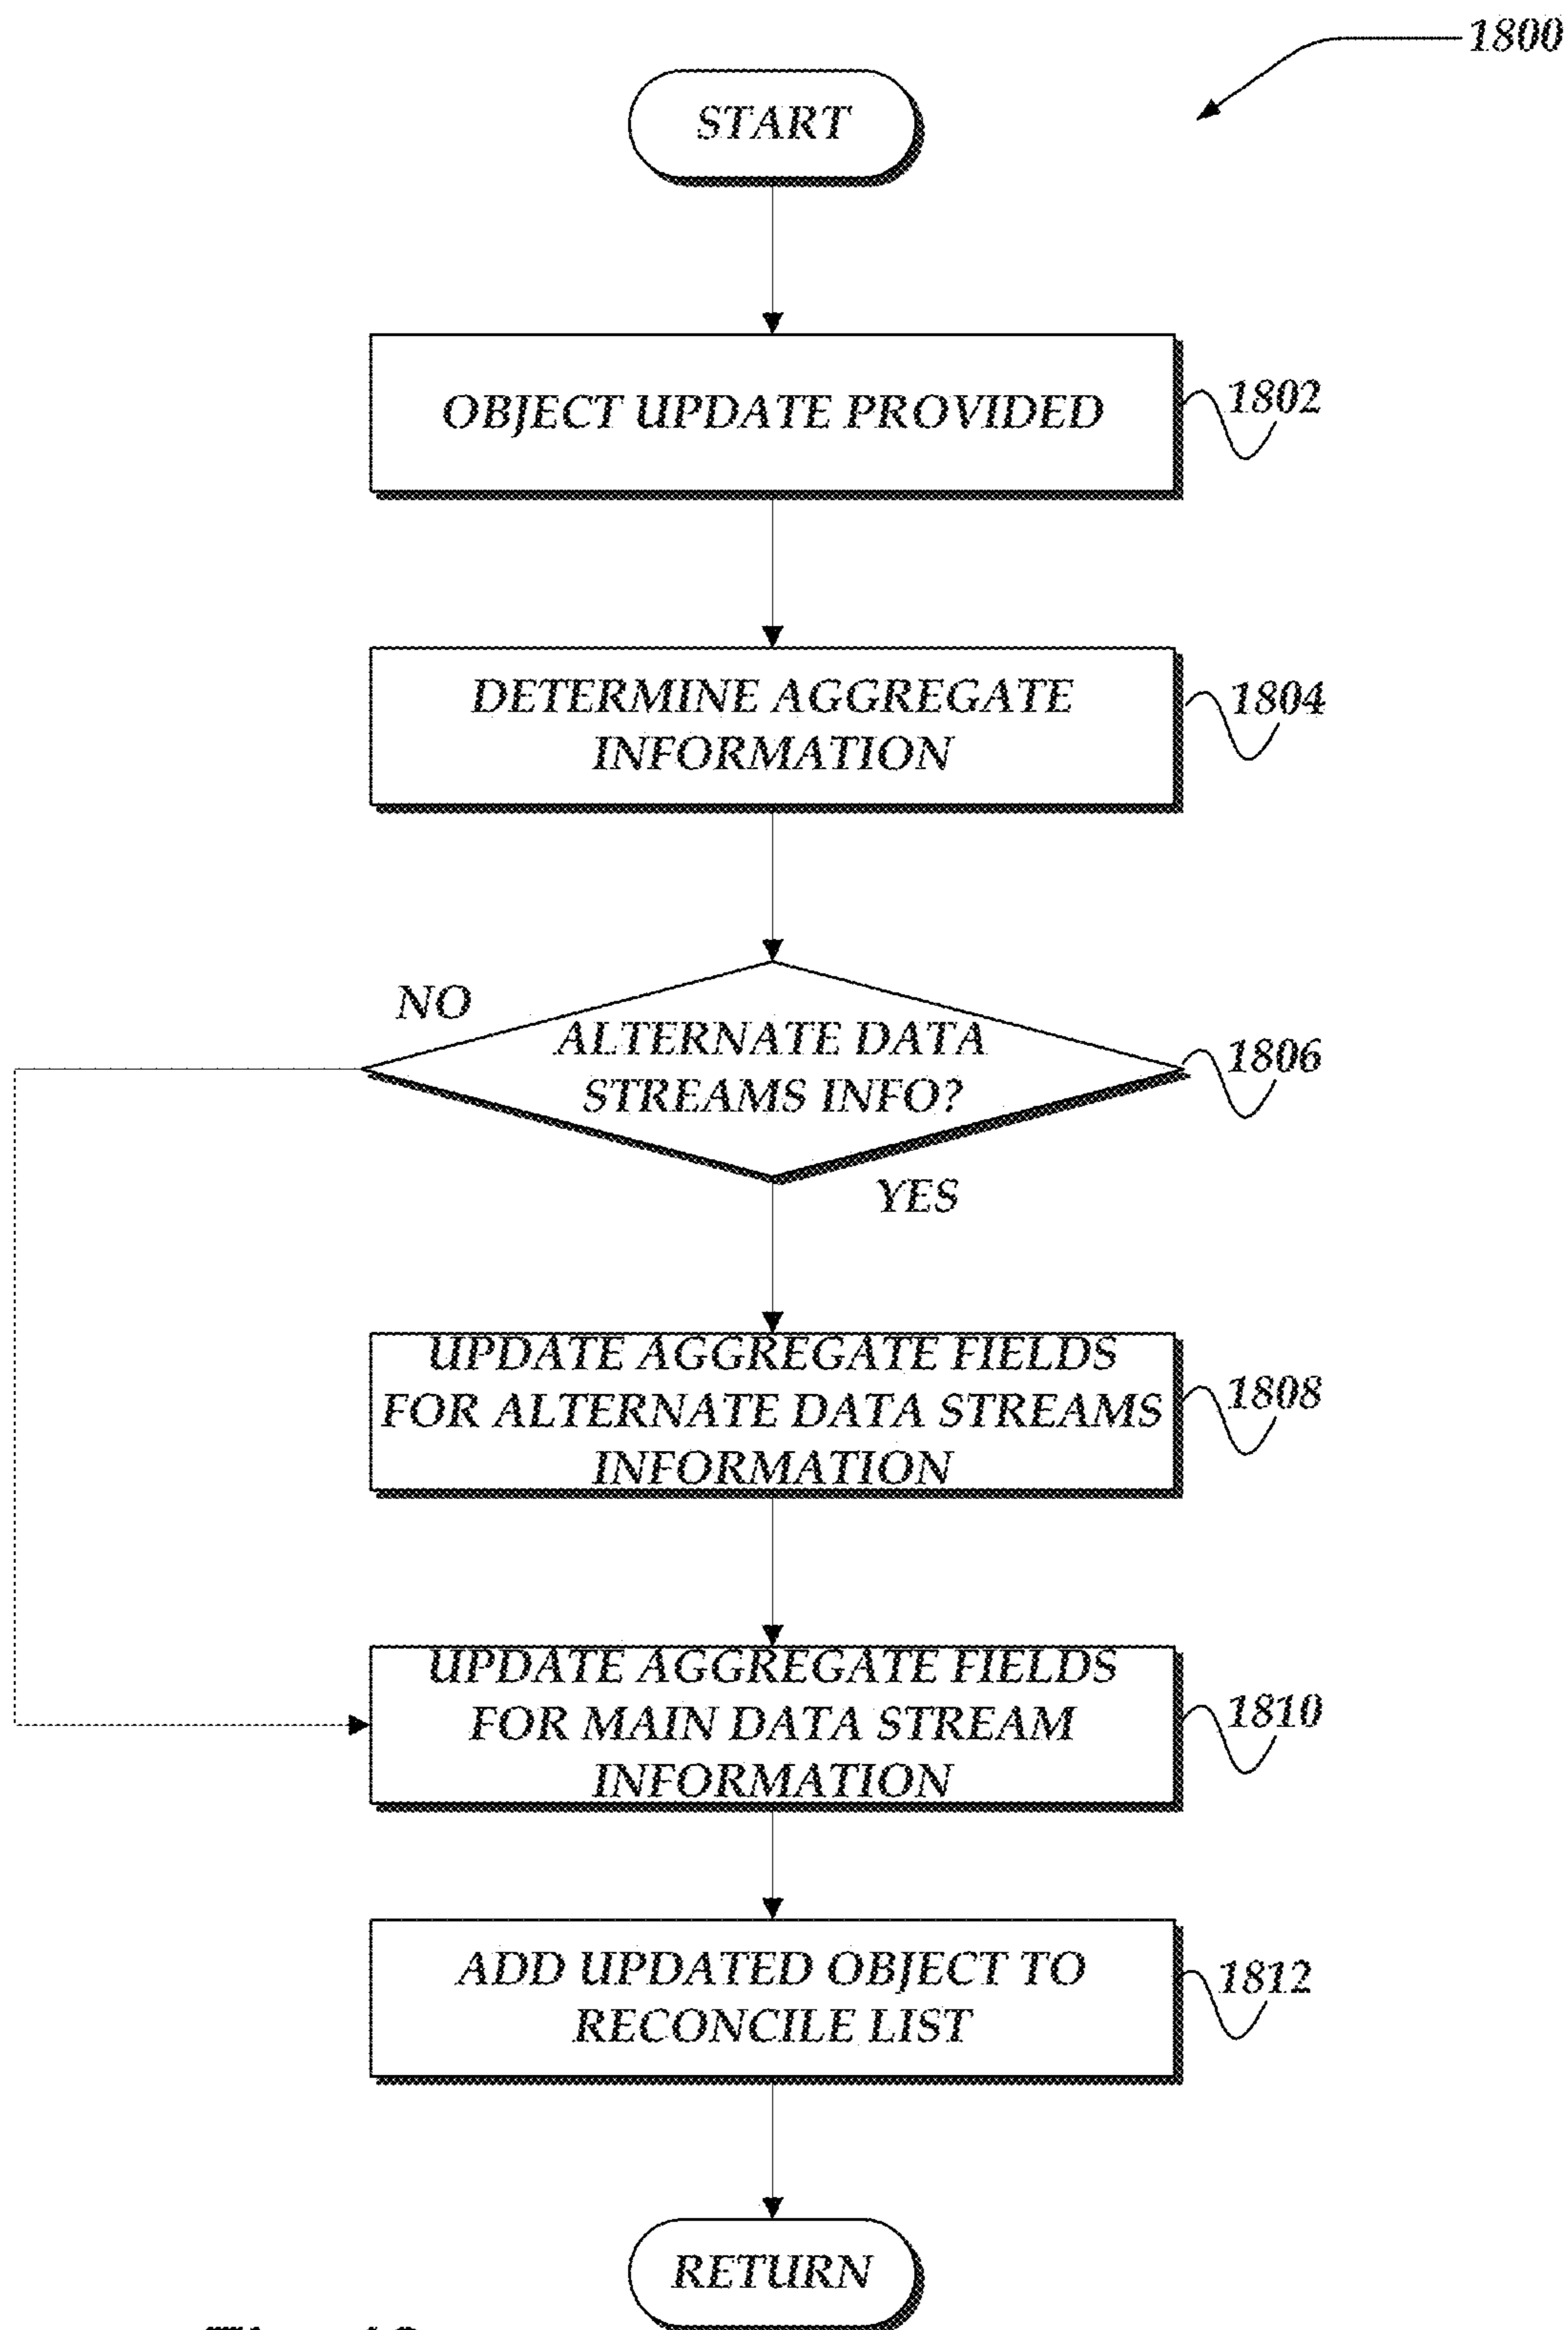 1800
START
OBJECT UPDATE PROVIDED
1802
DETERMINE AGGREGATE
INFORMATION
1804
NO
ALTERNATE DATA
STREAMS INFO?
1806
YES
UPDATE AGGREGATE FIELDS
FOR ALTERNATE DATA STREAMS
INFORMATION
1808
UPDATE AGGREGATE FIELDS
FOR MAIN DATA STREAM
INFORMATION
1810
ADD UPDATED OBJECT TO
RECONCILE LIST
1812
RETURN